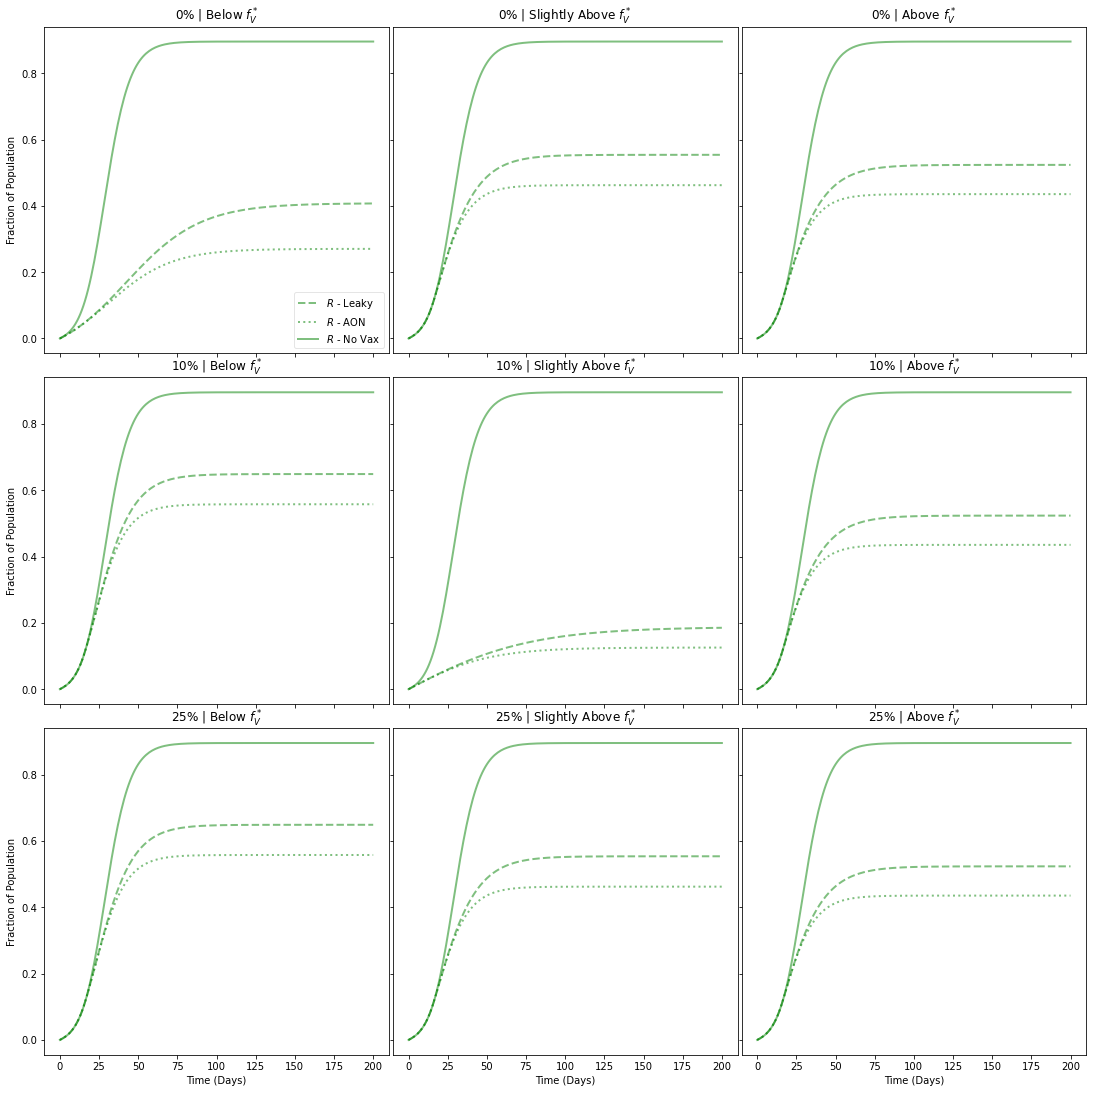 0% | Below $f_V^*$
0% | Slightly Above $f_V^*$
0% | Above $f_V^*$
Fraction of Population
0.8
0.6
0.4
0.2
0.0
R - Leaky
R - AON
R - No Vax
10% | Below $f_V^*$
10% | Slightly Above $f_V^*$
10% | Above $f_V^*$
Fraction of Population
0.8
0.6
0.4
0.2
0.0
25% | Below $f_V^*$
25% | Slightly Above $f_V^*$
25% | Above $f_V^*$
Fraction of Population
0.8
0.6
0.4
0.2
0.0
0 25 50 75 100 125 150 175 200
0 25 50 75 100 125 150 175 200
0 25 50 75 100 125 150 175 200
Time (Days)
Time (Days)
Time (Days)